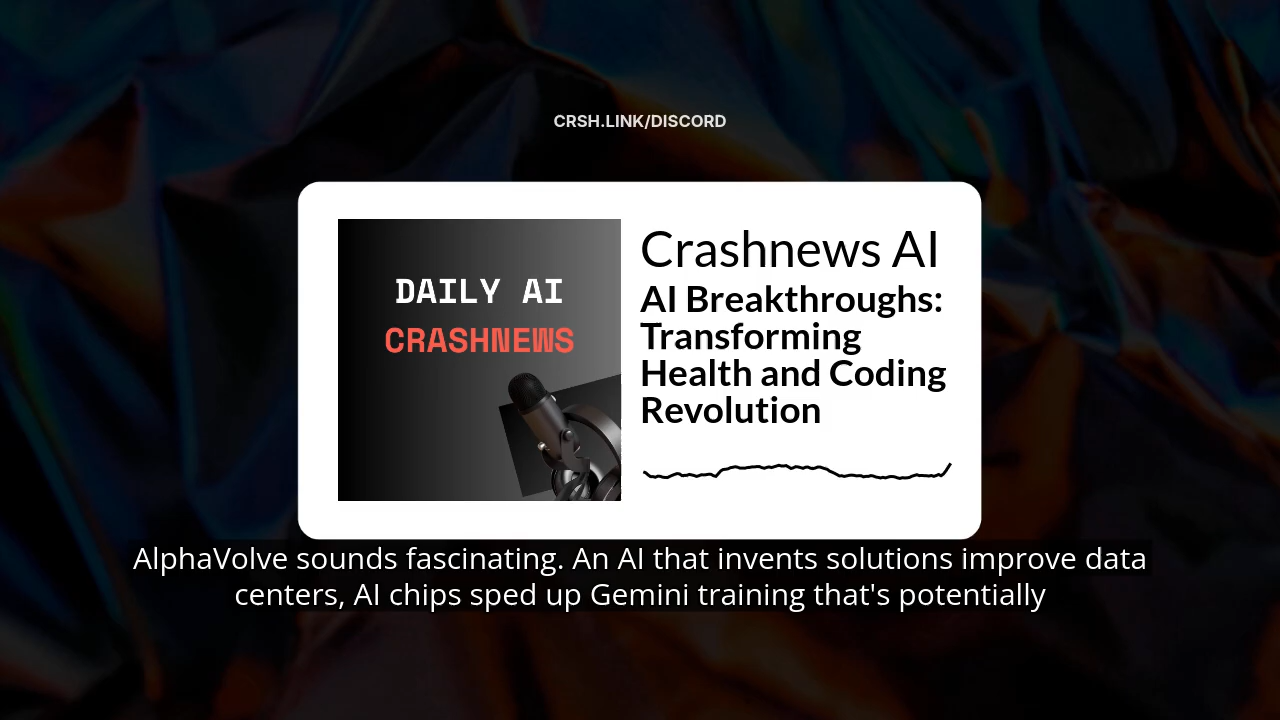 CRSH.LINK/DISCORD
DAILY AI
CRASHNEWS
Crashnews AI
AI Breakthroughs:
Transforming
Health and Coding
Revolution
AlphaVolve sounds fascinating. An AI that invents solutions improve data
centers, AI chips sped up Gemini training that's potentially